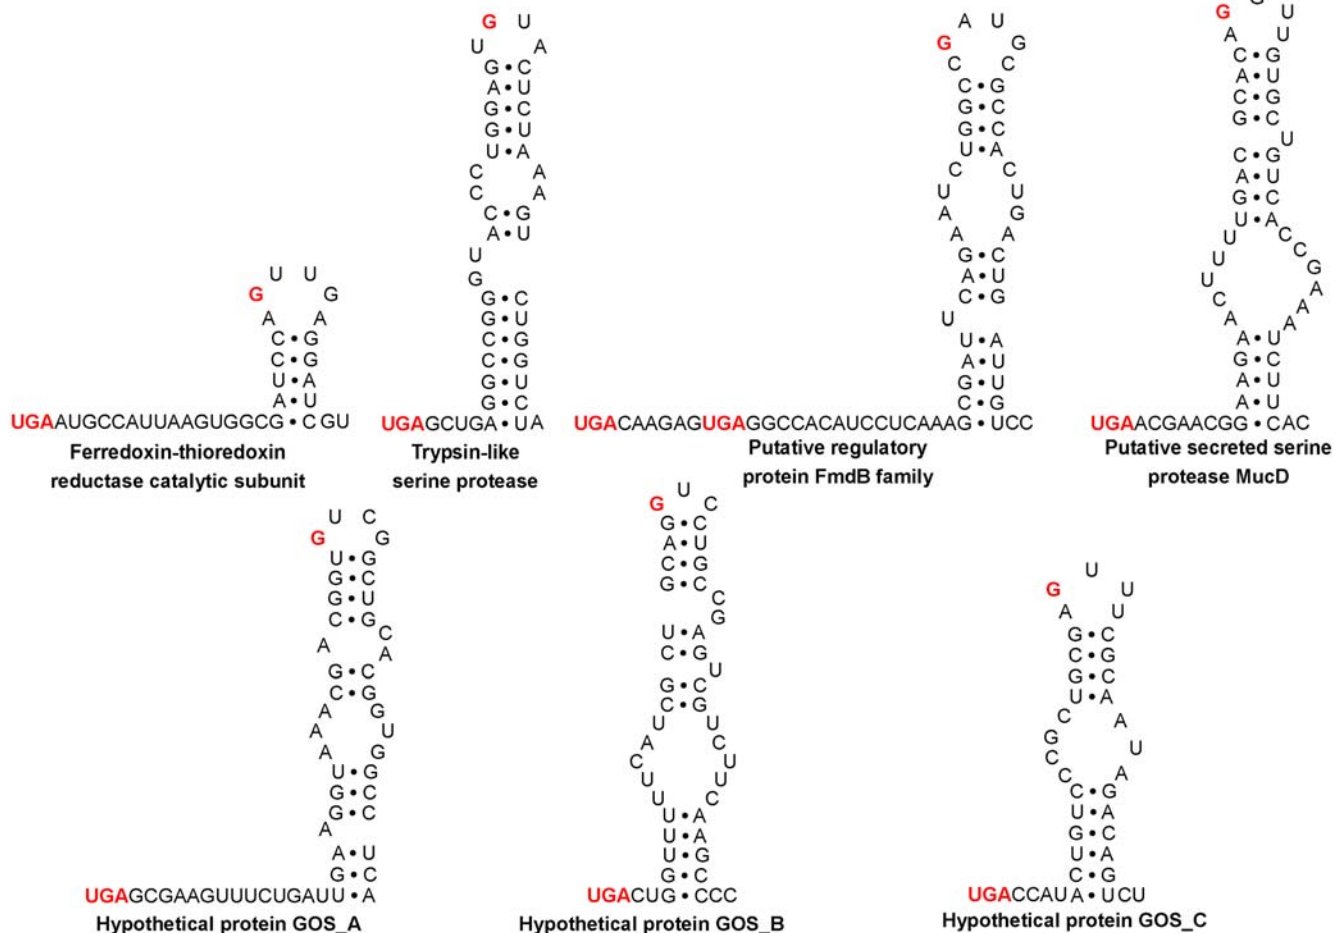 U U
G G
A A
C•G
C•G
U•A
A•U
UGAAUGCCAUUAAGUGGCG•CGU
Ferredoxin-thioredoxin
reductase catalytic subunit
G U
U A
G•C
A•U
G•C
G•U
U•A
C A
C A
C•G
A•U
U
G
G•C
G•U
C•G
C•G
G•U
G•C
UGAGCUGA•UA
Trypsin-like
serine protease
A U
G G
C C
C•G
G•C
G•C
U•A
C C
U U
A G
A A
G•C
A•U
C•G
U
U•A
A•U
G•U
C•G
UGACAAGAGUGAGGCCACAUCCUCAAAG•UCC
Putative regulatory
protein FmdB family
G U
A U
C•G
A•U
C•G
G•C
U
C•G
A•U
G•C
U•A
U C
U C
U G
C A
A A
A
A•U
G•C
A•U
A•U
UGAACGAACGG•CAC
Putative secreted serine
protease MucD
U C
G G
U•G
G•C
G•U
C•G
A C
A
G•C
C•G
A G
A U
A G
U•G
G•C
G•C
A
A•U
G•C
UGAGCGAAGUUUCUGAUU•A
Hypothetical protein GOS_A
U
G C
G•C
A•U
C•G
G•C
C
G
U•A
C•G
U
G•C
C•G
U U
A C
C U
U U
U C
U•A
U•A
U•G
G•C
UGACUG•CCC
Hypothetical protein GOS_B
U
G U
A U
G•C
C•G
G•C
U•A
C A
G U
C A
C
C•G
U•A
G•C
U•A
C•G
UGACCAUA•UCU
Hypothetical protein GOS_C